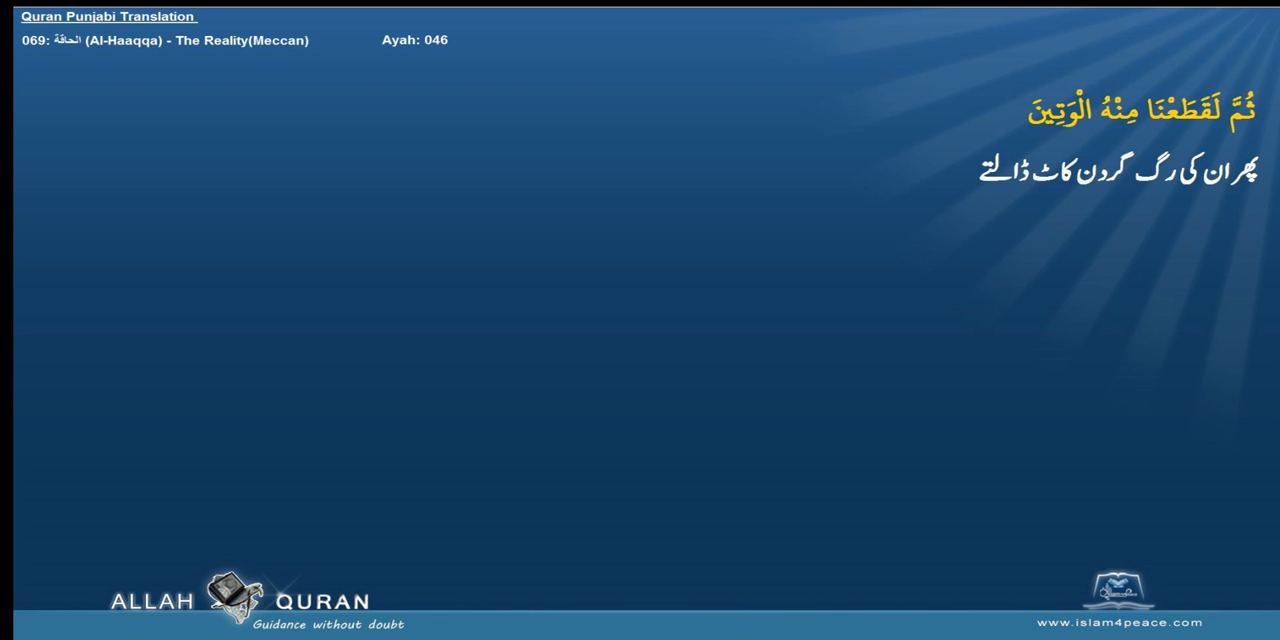 Quran Punjabi Translation
069: الحاقة (Al-Haaqqa) - The Reality(Meccan) Ayah: 046
ثُمَّ لَقَطَعْنَا مِنْهُ الْوَتِينَ
پھر ان کی رگ گردن کاٹ ڈالتے
ALLAH QURAN
Guidance without doubt
www.islam4peace.com